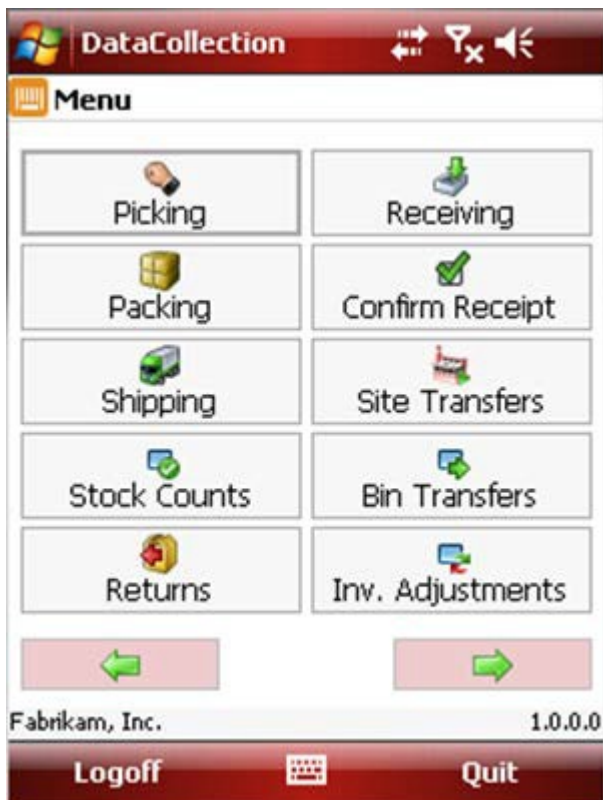 DataCollection
Menu
Picking
Receiving
Packing
Confirm Receipt
Shipping
Site Transfers
Stock Counts
Bin Transfers
Returns
Inv. Adjustments
Fabrikam, Inc. 1.0.0.0
Logoff Quit